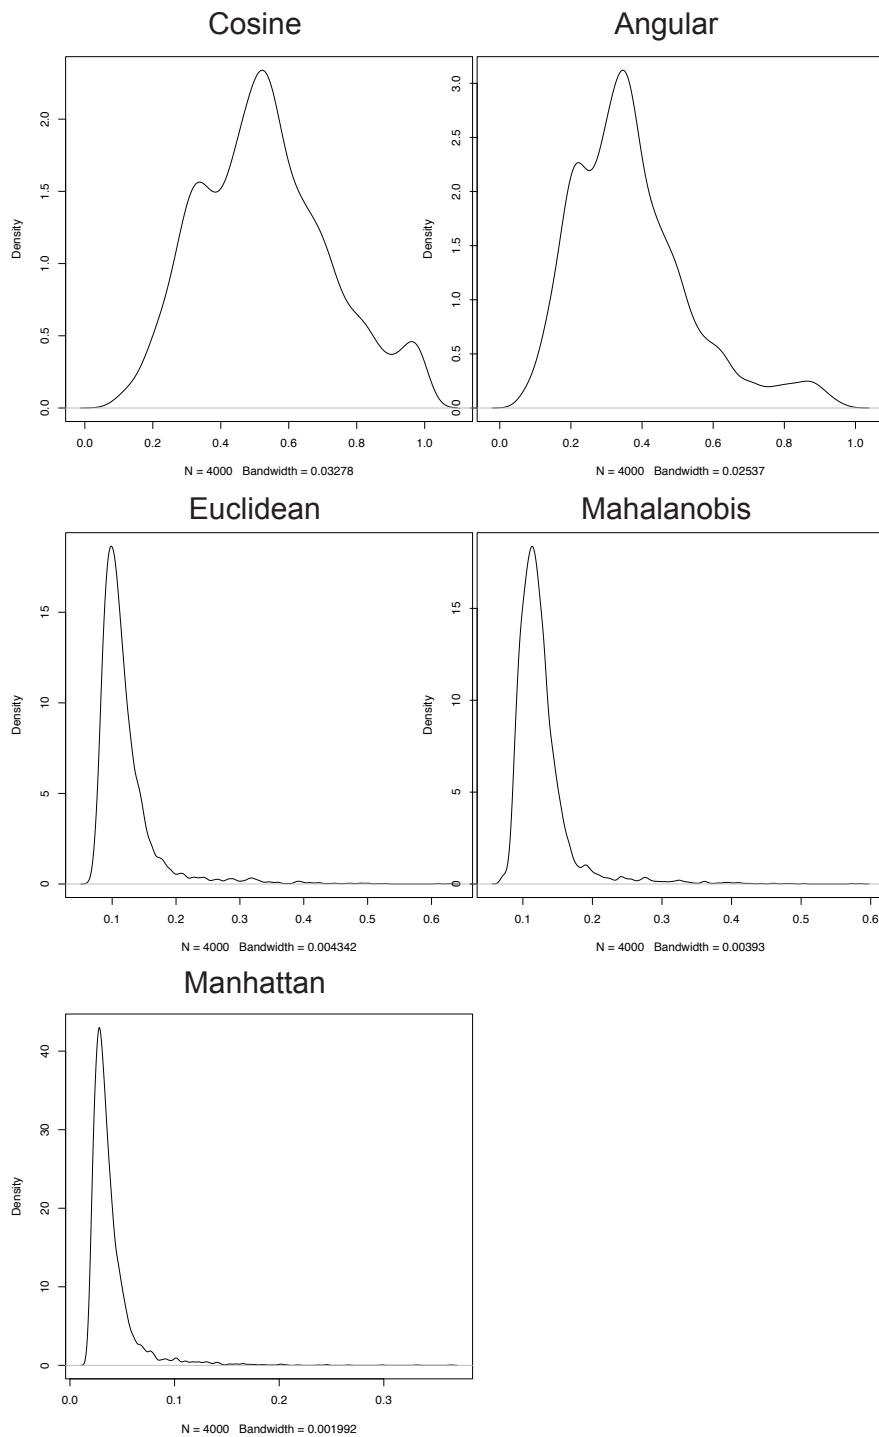 Cosine
Density
0.0 0.5 1.0 1.5 2.0
0.0 0.2 0.4 0.6 0.8 1.0
N = 4000 Bandwidth = 0.03278
Angular
Density
0.0 0.5 1.0 1.5 2.0 2.5 3.0
0.0 0.2 0.4 0.6 0.8 1.0
N = 4000 Bandwidth = 0.02537
Euclidean
Density
0 5 10 15
0.1 0.2 0.3 0.4 0.5 0.6
N = 4000 Bandwidth = 0.004342
Mahalanobis
Density
0 5 10 15
0.1 0.2 0.3 0.4 0.5 0.6
N = 4000 Bandwidth = 0.00393
Manhattan
Density
0 10 20 30 40
0.0 0.1 0.2 0.3
N = 4000 Bandwidth = 0.001992